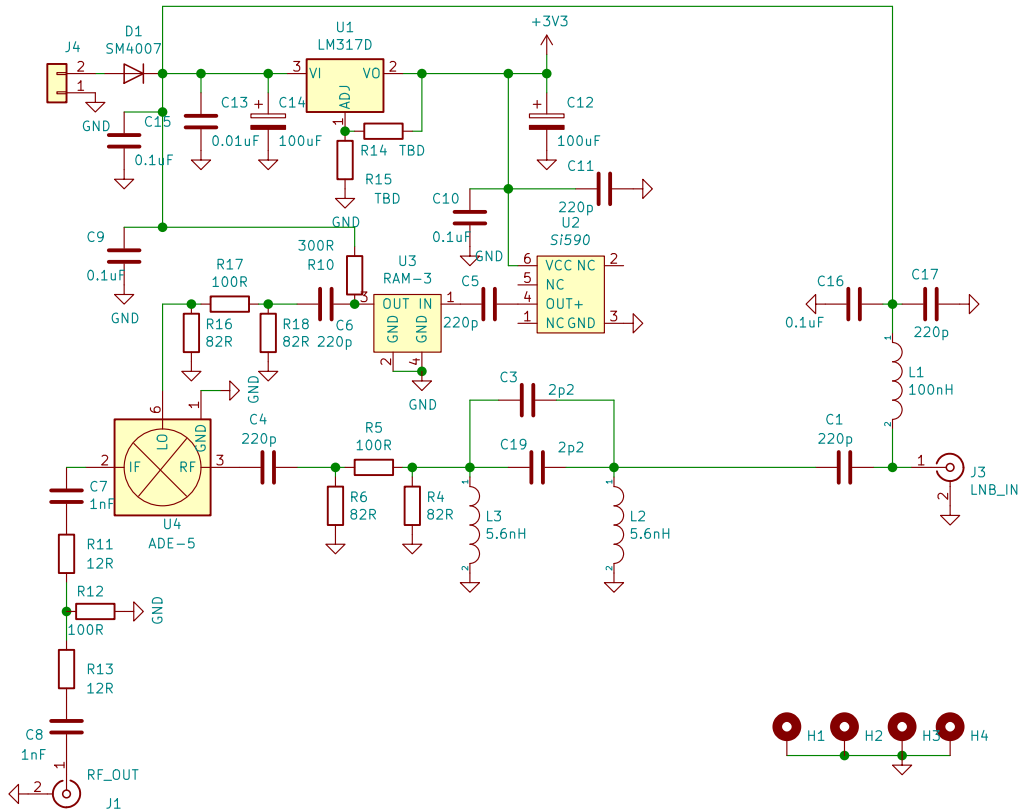 J4
2
1
GND
D1
SM4007
C15
0.1uF
C13
0.01uF
C14
+
100uF
U1
LM317D
3
VI
VO
2
ADJ
1
R14
TBD
R15
TBD
GND
+3V3
+
C12
100uF
C11
220p
C10
0.1uF
GND
U2
Si590
6
VCC
NC
2
5
NC
4
OUT+
1
NC
GND
3
C9
0.1uF
GND
R17
100R
R16
82R
R18
82R
300R
R10
C6
220p
U3
RAM-3
3
OUT
IN
1
GND
GND
2
4
GND
C5
220p
C16
0.1uF
C17
220p
1
L1
100nH
2
C1
220p
1
J3
LNB_IN
2
6
1
GND
LO
GND
2
IF
RF
3
U4
ADE-5
C4
220p
R5
100R
R6
82R
R4
82R
C3
2p2
C19
2p2
1
L3
5.6nH
2
1
L2
5.6nH
2
C7
1nF
R11
12R
R12
100R
GND
R13
12R
C8
1nF
1
RF_OUT
2
J1
H1
H2
H3
H4